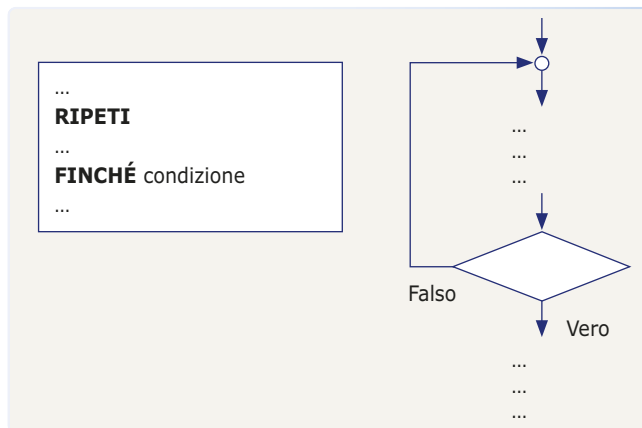 …
RIPETI
…
FINCHÉ condizione
…
…
…
…
Falso
Vero
…
…
…